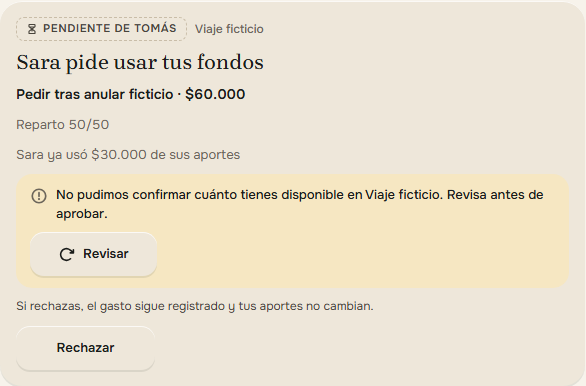 PENDIENTE DE TOMÁS Viaje ficticio
Sara pide usar tus fondos
Pedir tras anular ficticio · $60.000
Reparto 50/50
Sara ya usó $30.000 de sus aportes
No pudimos confirmar cuánto tienes disponible en Viaje ficticio. Revisa antes de
aprobar.
Revisar
Si rechazas, el gasto sigue registrado y tus aportes no cambian.
Rechazar